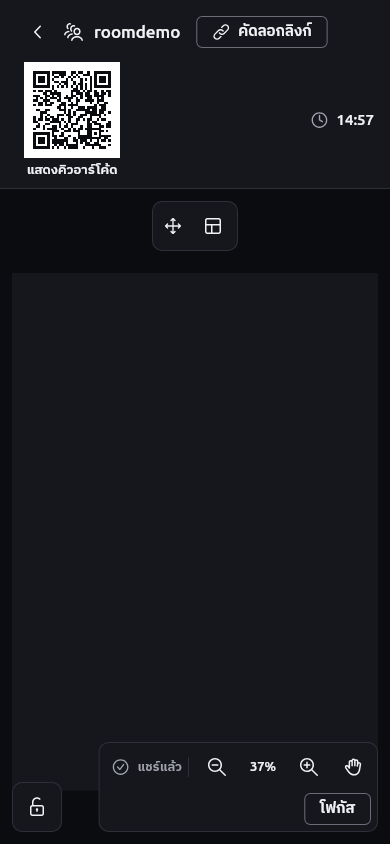 roomdemo
คัดลอกลิงก์
แสดงคิวอาร์โค้ด
14:57
แชร์แล้ว
37%
โฟกัส